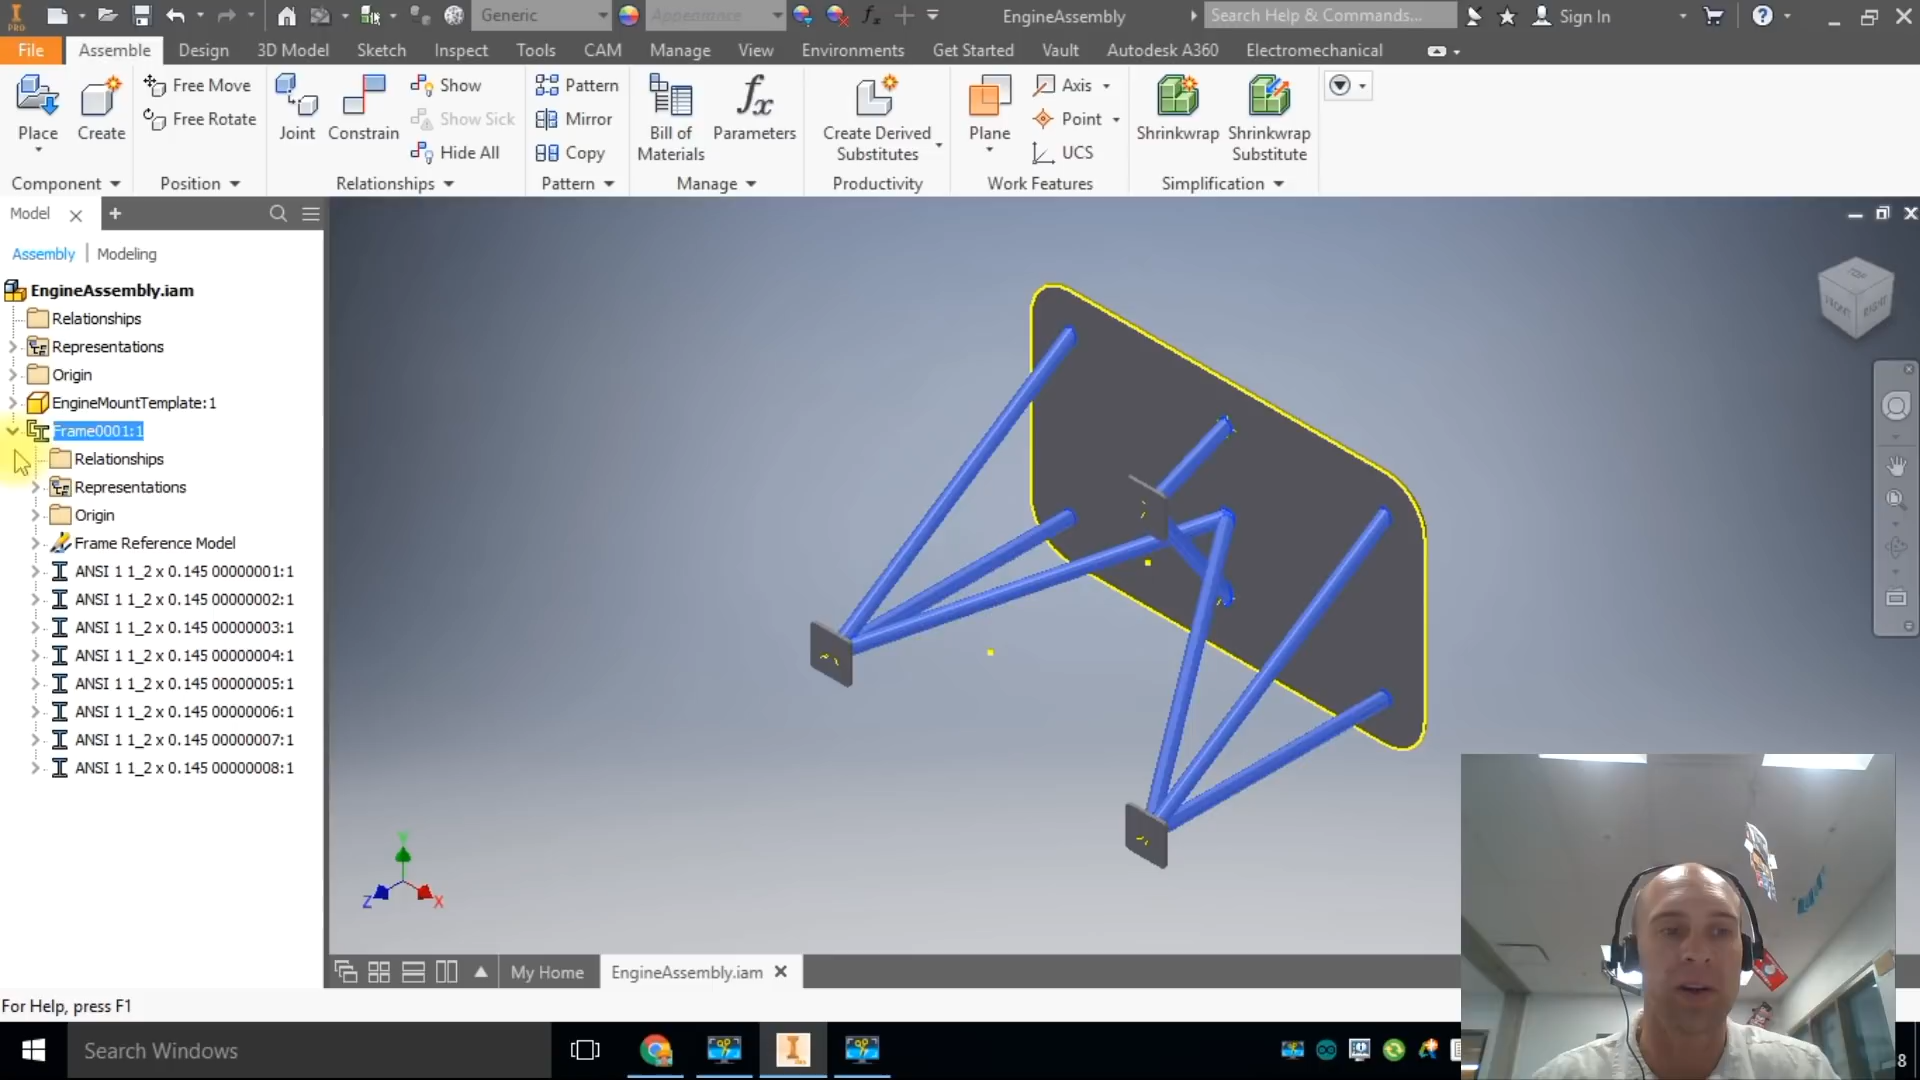 PRO
Generic
Appearance
EngineAssembly
Search Help & Commands...
Sign In
File
Assemble
Design
3D Model
Sketch
Inspect
Tools
CAM
Manage
View
Environments
Get Started
Vault
Autodesk A360
Electromechanical
Place
Create
Free Move
Free Rotate
Joint
Constrain
Show
Show Sick
Hide All
Pattern
Mirror
Copy
Bill of
Materials
Parameters
Create Derived
Substitutes
Plane
Axis
Point
UCS
Shrinkwrap
Shrinkwrap
Substitute
Component
Position
Relationships
Pattern
Manage
Productivity
Work Features
Simplification
Model
Assembly
Modeling
EngineAssembly.iam
Relationships
Representations
Origin
EngineMountTemplate:1
Frame0001:1
Relationships
Representations
Origin
Frame Reference Model
ANSI 1 1_2 x 0.145 00000001:1
ANSI 1 1_2 x 0.145 00000002:1
ANSI 1 1_2 x 0.145 00000003:1
ANSI 1 1_2 x 0.145 00000004:1
ANSI 1 1_2 x 0.145 00000005:1
ANSI 1 1_2 x 0.145 00000006:1
ANSI 1 1_2 x 0.145 00000007:1
ANSI 1 1_2 x 0.145 00000008:1
TOP
FRONT
RIGHT
Y
Z
X
My Home
EngineAssembly.iam
For Help, press F1
Search Windows
8